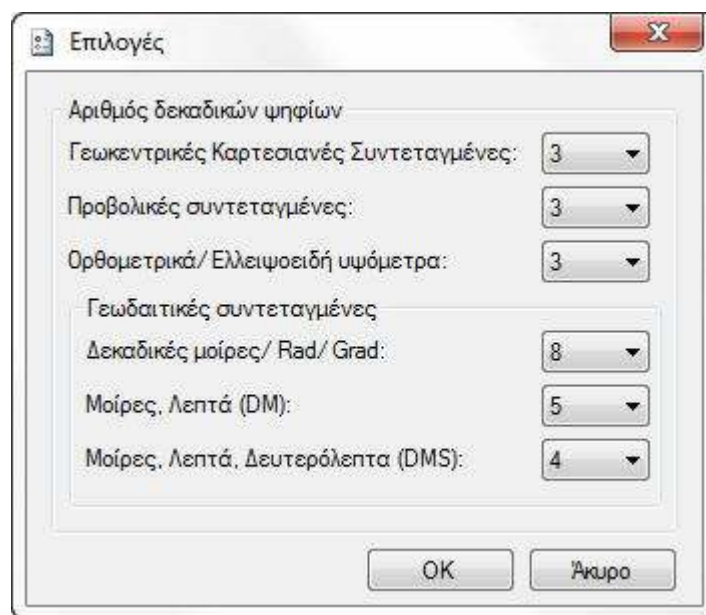 Επιλογές
Αριθμός δεκαδικών ψηφίων
Γεωκεντρικές Καρτεσιανές Συντεταγμένες: 3
Προβολικές συντεταγμένες: 3
Ορθομετρικά/ Ελλειψοειδή υψόμετρα: 3
Γεωδαιτικές συντεταγμένες
Δεκαδικές μοίρες/ Rad/ Grad: 8
Μοίρες, Λεπτά (DM): 5
Μοίρες, Λεπτά, Δευτερόλεπτα (DMS): 4
OK Άκυρο